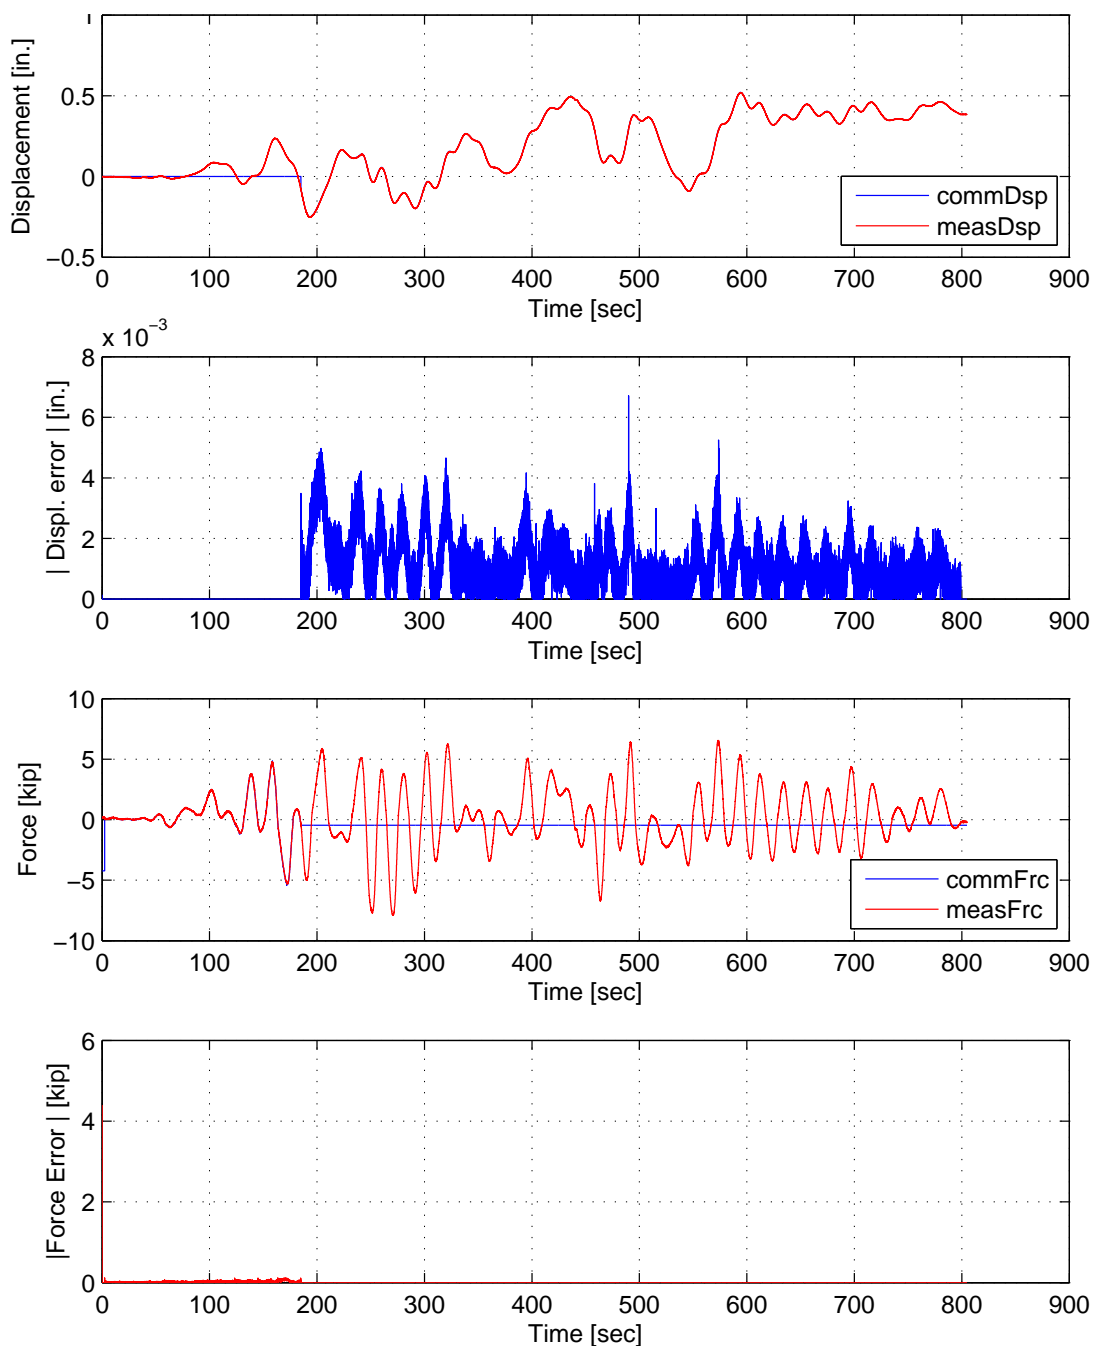 1
0.5
0
−0.5
Displacement [in.]
commDsp
measDsp
0 100 200 300 400 500 600 700 800 900
Time [sec]
x 10−3
8
6
4
2
0
| Displ. error | [in.]
0 100 200 300 400 500 600 700 800 900
Time [sec]
10
5
0
−5
−10
Force [kip]
commFrc
measFrc
0 100 200 300 400 500 600 700 800 900
Time [sec]
6
4
2
0
|Force Error | [kip]
0 100 200 300 400 500 600 700 800 900
Time [sec]